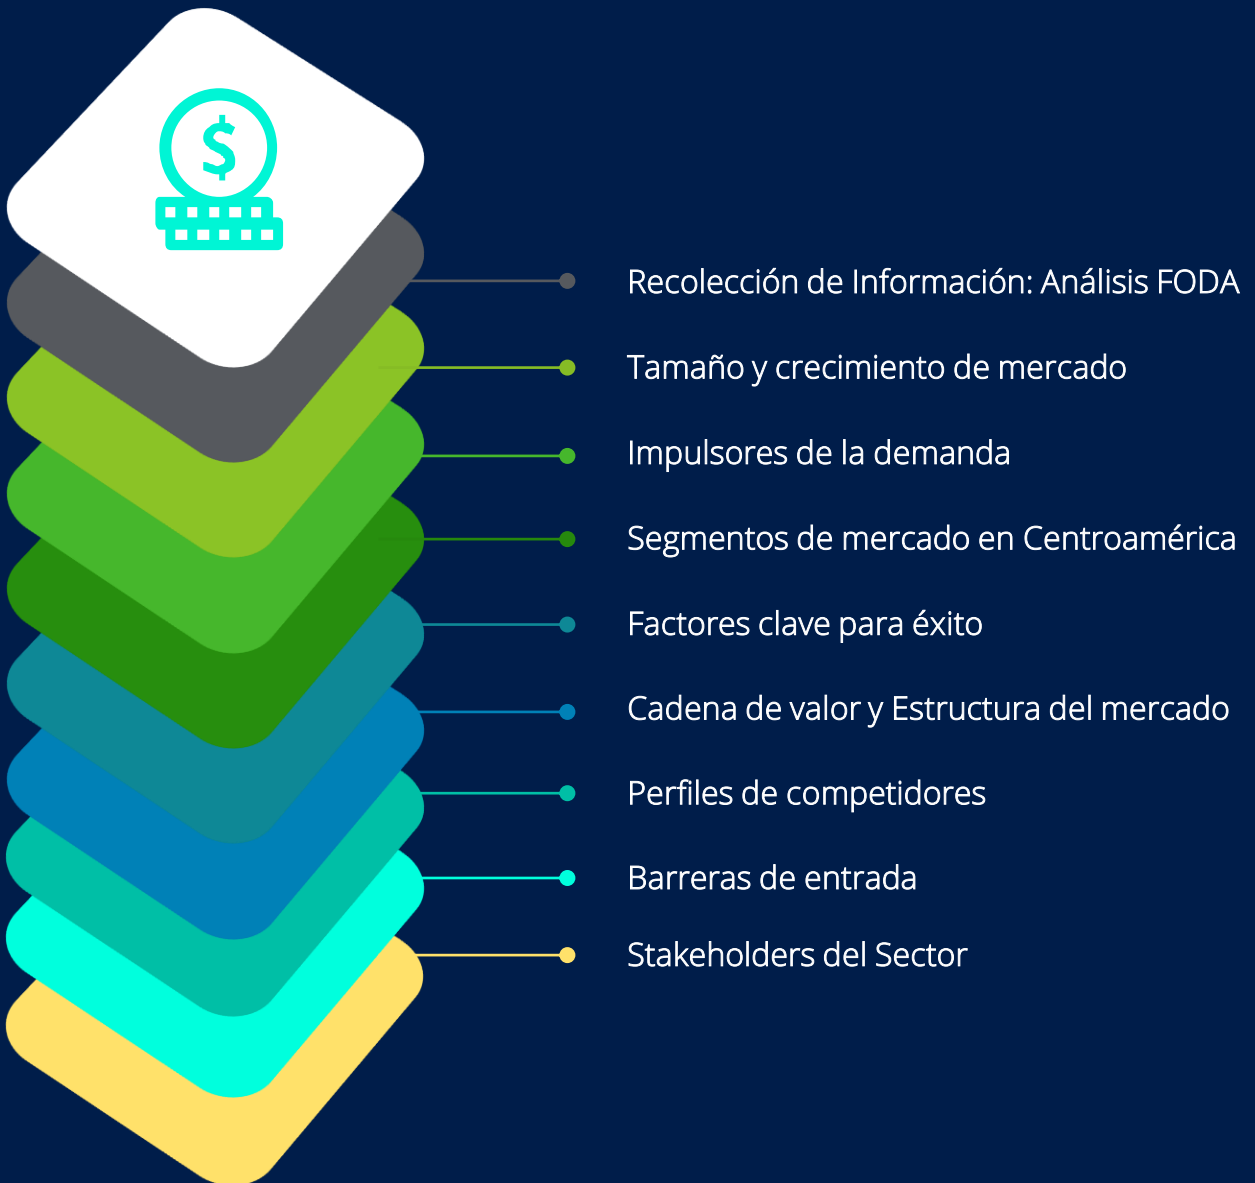 $
Recolección de Información: Análisis FODA
Tamaño y crecimiento de mercado
Impulsores de la demanda
Segmentos de mercado en Centroamérica
Factores clave para éxito
Cadena de valor y Estructura del mercado
Perfiles de competidores
Barreras de entrada
Stakeholders del Sector